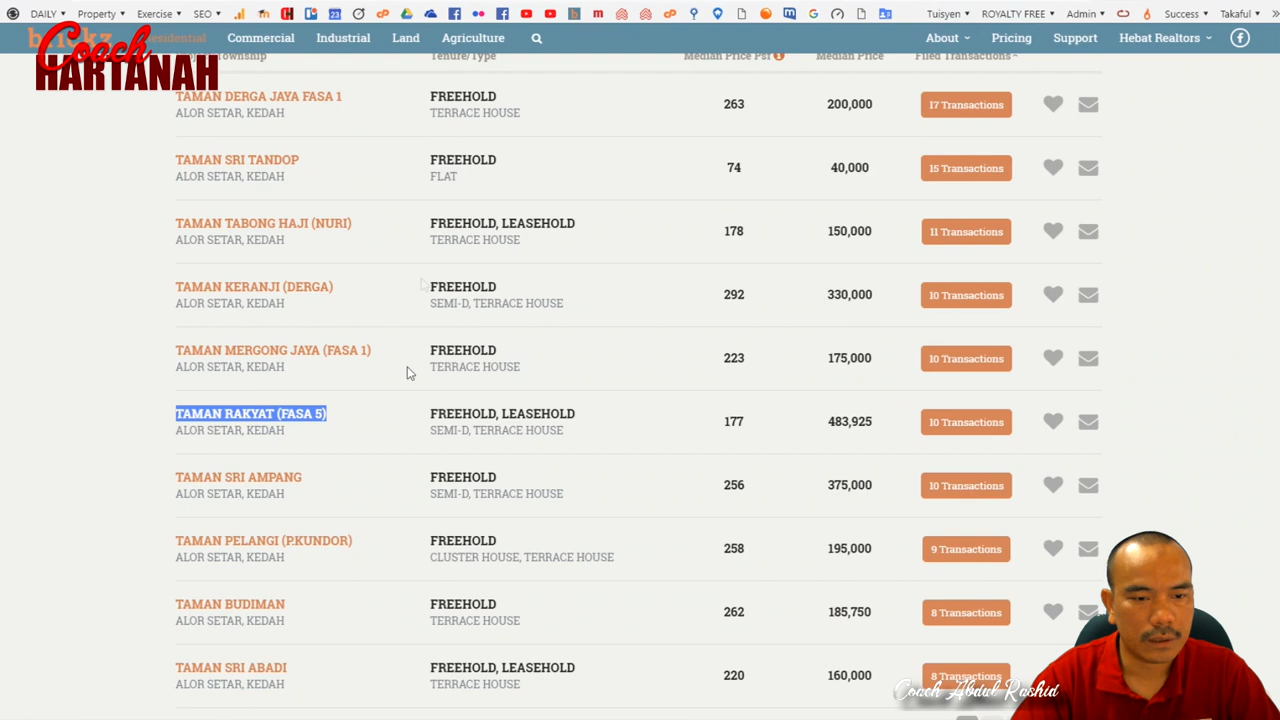 DAILY Property Exercise SEO Tuisyen ROYALTY FREE Admin Success Takaful
Coach
HARTANAH
Residential Commercial Industrial Land Agriculture About Pricing Support Hebat Realtors
Township Tenure/Type Median Price Psf Median Price Filed Transactions
TAMAN DERGA JAYA FASA 1 FREEHOLD 263 200,000 17 Transactions
ALOR SETAR, KEDAH TERRACE HOUSE
TAMAN SRI TANDOP FREEHOLD 74 40,000 15 Transactions
ALOR SETAR, KEDAH FLAT
TAMAN TABONG HAJI (NURI) FREEHOLD, LEASEHOLD 178 150,000 11 Transactions
ALOR SETAR, KEDAH TERRACE HOUSE
TAMAN KERANJI (DERGA) FREEHOLD 292 330,000 10 Transactions
ALOR SETAR, KEDAH SEMI-D, TERRACE HOUSE
TAMAN MERGONG JAYA (FASA 1) FREEHOLD 223 175,000 10 Transactions
ALOR SETAR, KEDAH TERRACE HOUSE
TAMAN RAKYAT (FASA 5) FREEHOLD, LEASEHOLD 177 483,925 10 Transactions
ALOR SETAR, KEDAH SEMI-D, TERRACE HOUSE
TAMAN SRI AMPANG FREEHOLD 256 375,000 10 Transactions
ALOR SETAR, KEDAH SEMI-D, TERRACE HOUSE
TAMAN PELANGI (P.KUNDOR) FREEHOLD 258 195,000 9 Transactions
ALOR SETAR, KEDAH CLUSTER HOUSE, TERRACE HOUSE
TAMAN BUDIMAN FREEHOLD 262 185,750 8 Transactions
ALOR SETAR, KEDAH TERRACE HOUSE
TAMAN SRI ABADI FREEHOLD, LEASEHOLD 220 160,000 8 Transactions
ALOR SETAR, KEDAH TERRACE HOUSE
Coach Abdul Rashid